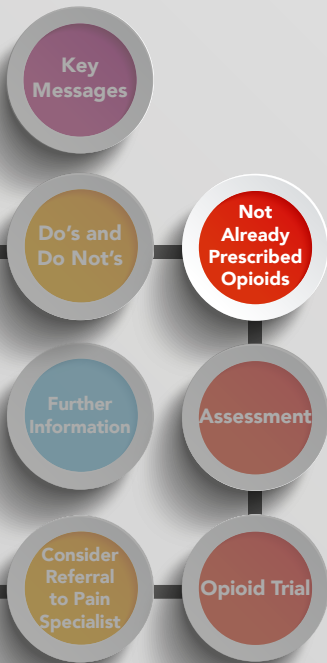 Key
Messages
Do's and
Do Not's
Not
Already
Prescribed
Opioids
Further
Information
Assessment
Consider
Referral
to Pain
Specialist
Opioid Trial